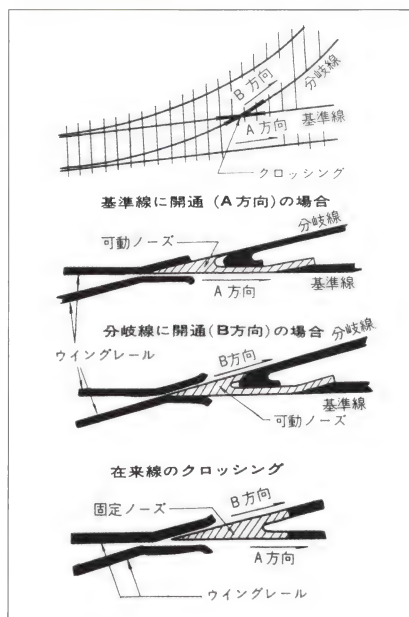 B方向
分岐線
基準線
A方向
クロッシング
基準線に開通(A方向)の場合
分岐線
可動ノーズ
A方向
基準線
分岐線に開通(B方向)の場合
ウイングレール
分岐線
B方向
基準線
可動ノーズ
在来線のクロッシング
固定ノーズ
B方向
A方向
ウイングレール